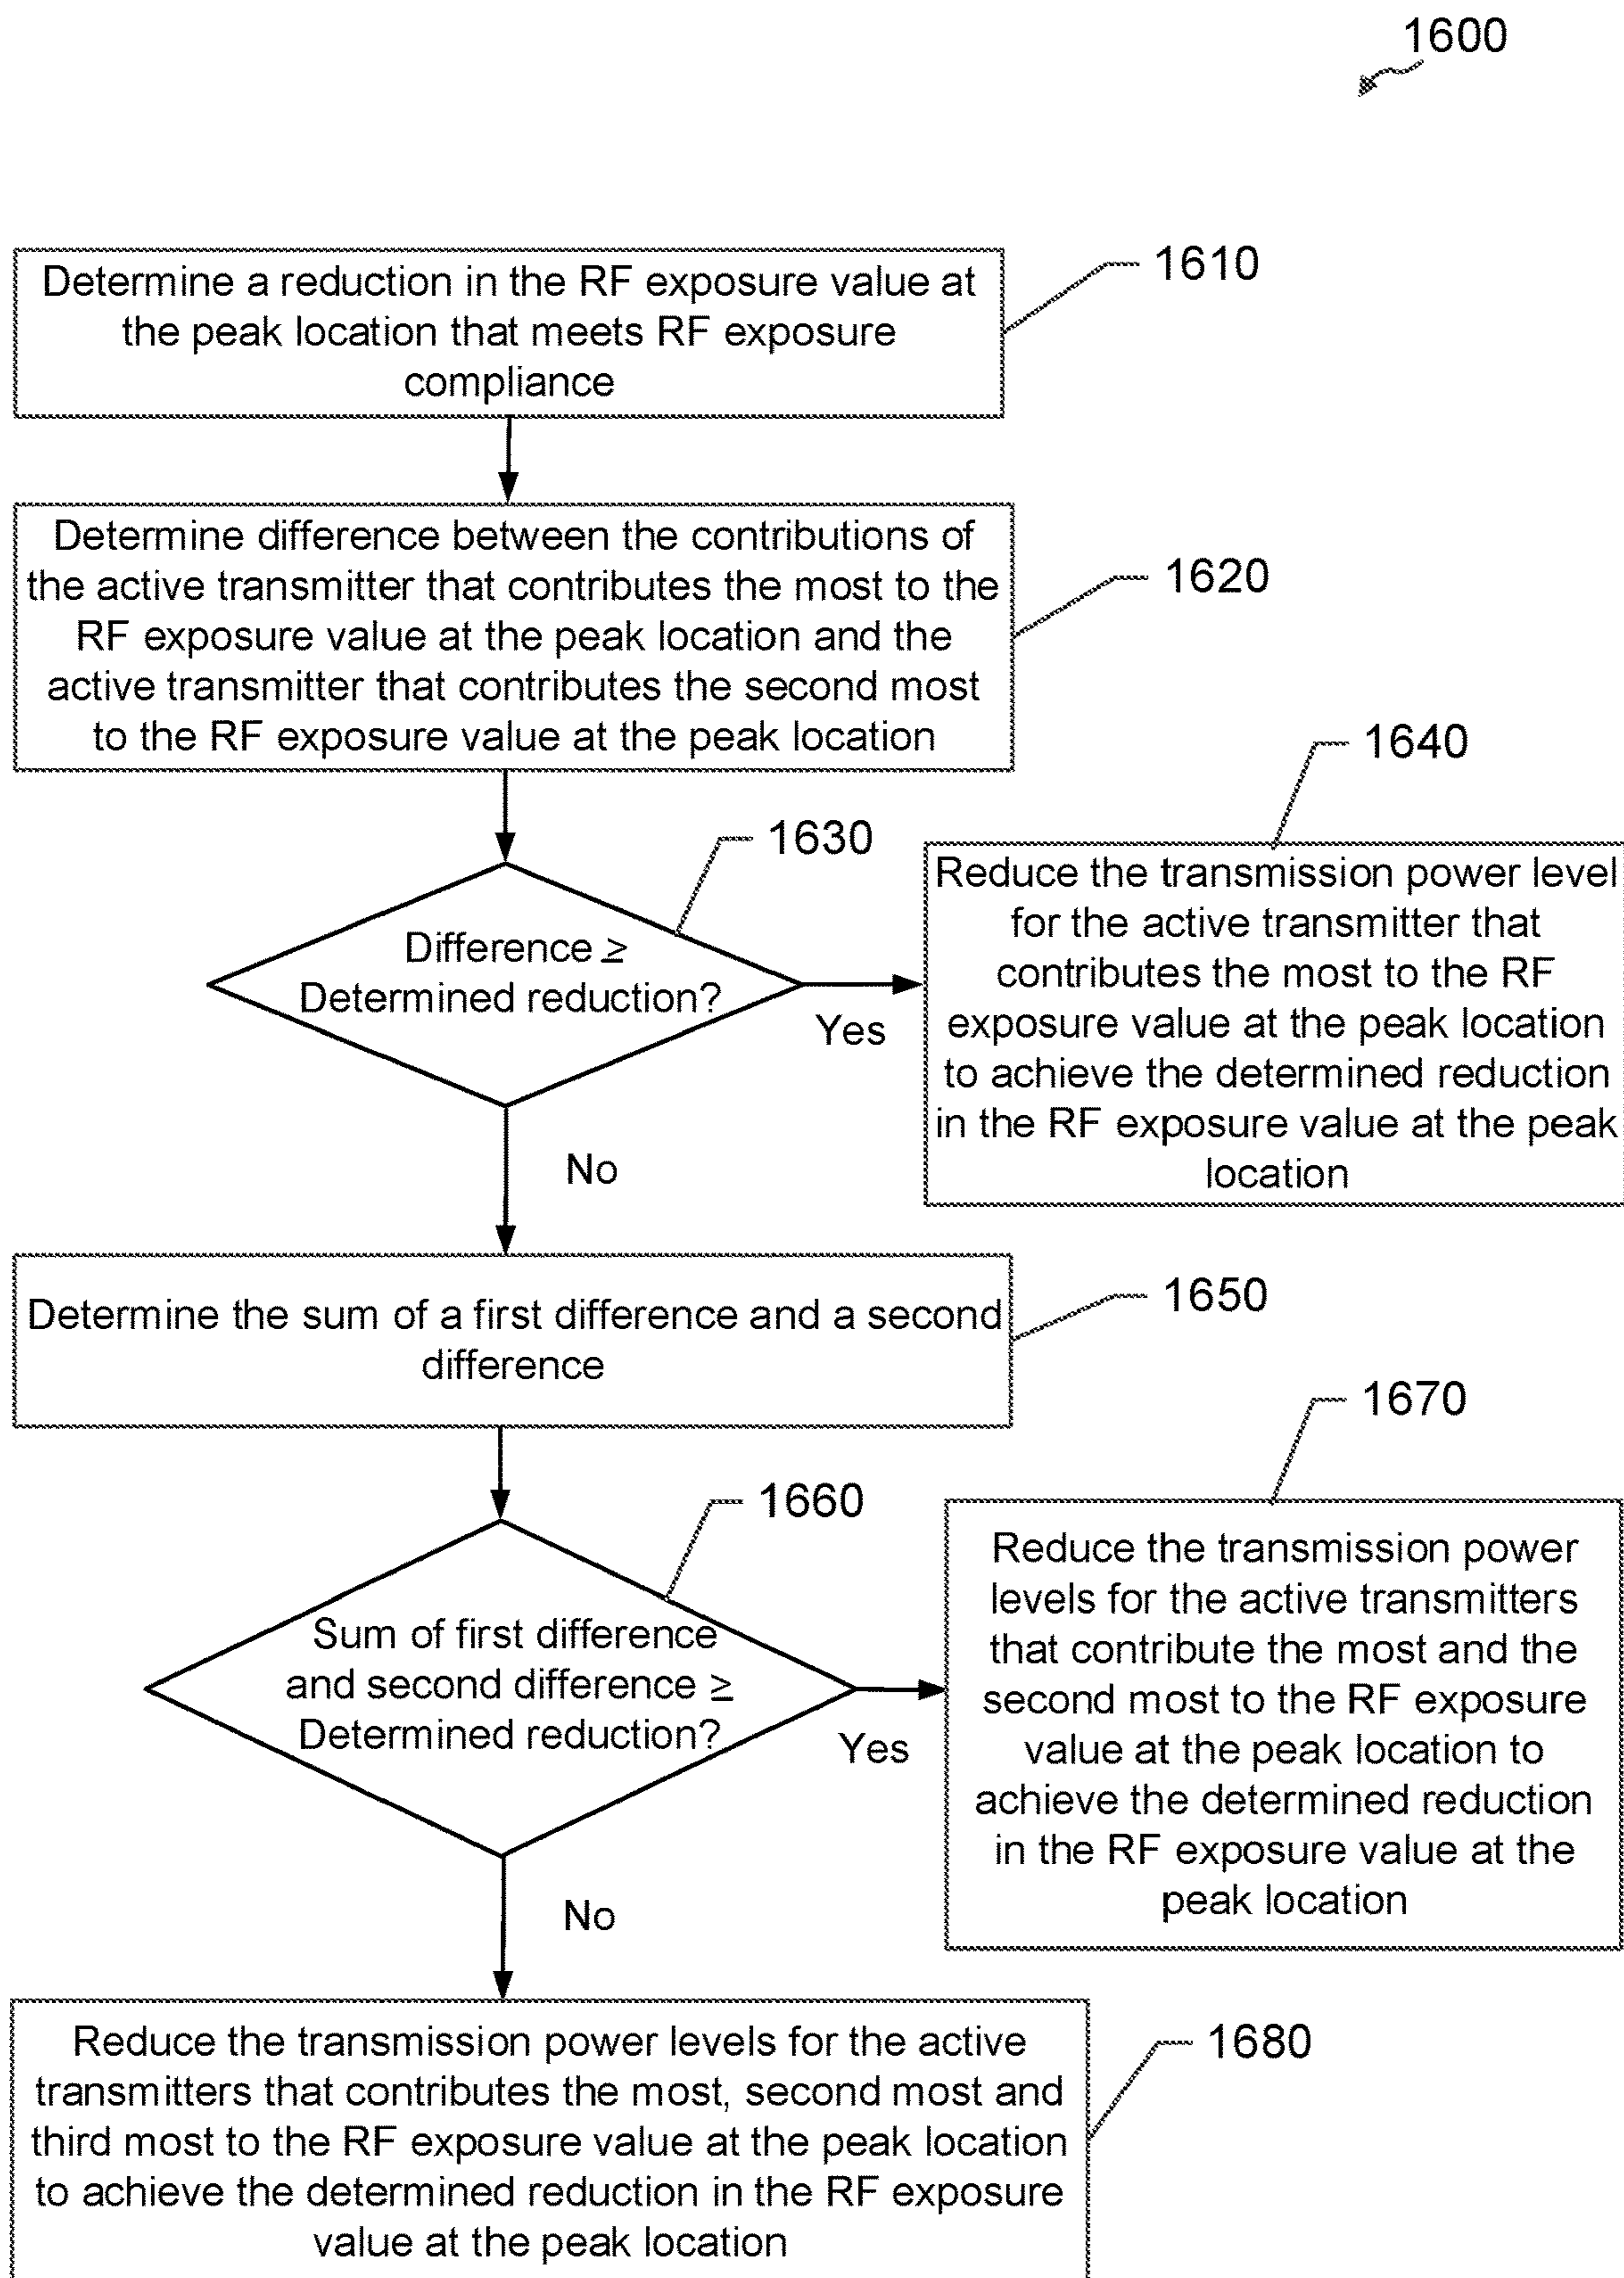 1600
Determine a reduction in the RF exposure value at
the peak location that meets RF exposure
compliance
1610
Determine difference between the contributions of
the active transmitter that contributes the most to the
RF exposure value at the peak location and the
active transmitter that contributes the second most
to the RF exposure value at the peak location
1620
1630
Difference ≥
Determined reduction?
Yes
1640
Reduce the transmission power level
for the active transmitter that
contributes the most to the RF
exposure value at the peak location
to achieve the determined reduction
in the RF exposure value at the peak
location
No
Determine the sum of a first difference and a second
difference
1650
1660
Sum of first difference
and second difference ≥
Determined reduction?
Yes
1670
Reduce the transmission power
levels for the active transmitters
that contribute the most and the
second most to the RF exposure
value at the peak location to
achieve the determined reduction
in the RF exposure value at the
peak location
No
Reduce the transmission power levels for the active
transmitters that contributes the most, second most and
third most to the RF exposure value at the peak location
to achieve the determined reduction in the RF exposure
value at the peak location
1680